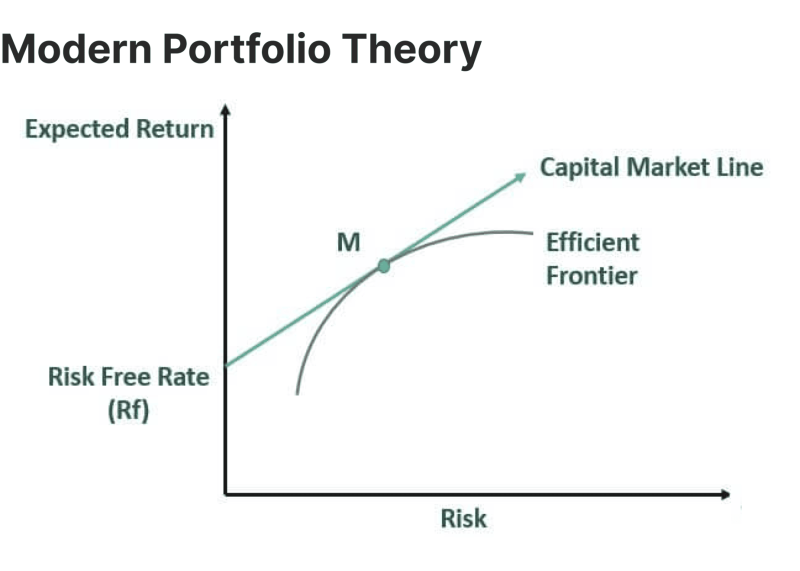 Modern Portfolio Theory
Expected Return
Capital Market Line
M
Efficient
Frontier
Risk Free Rate
(Rf)
Risk